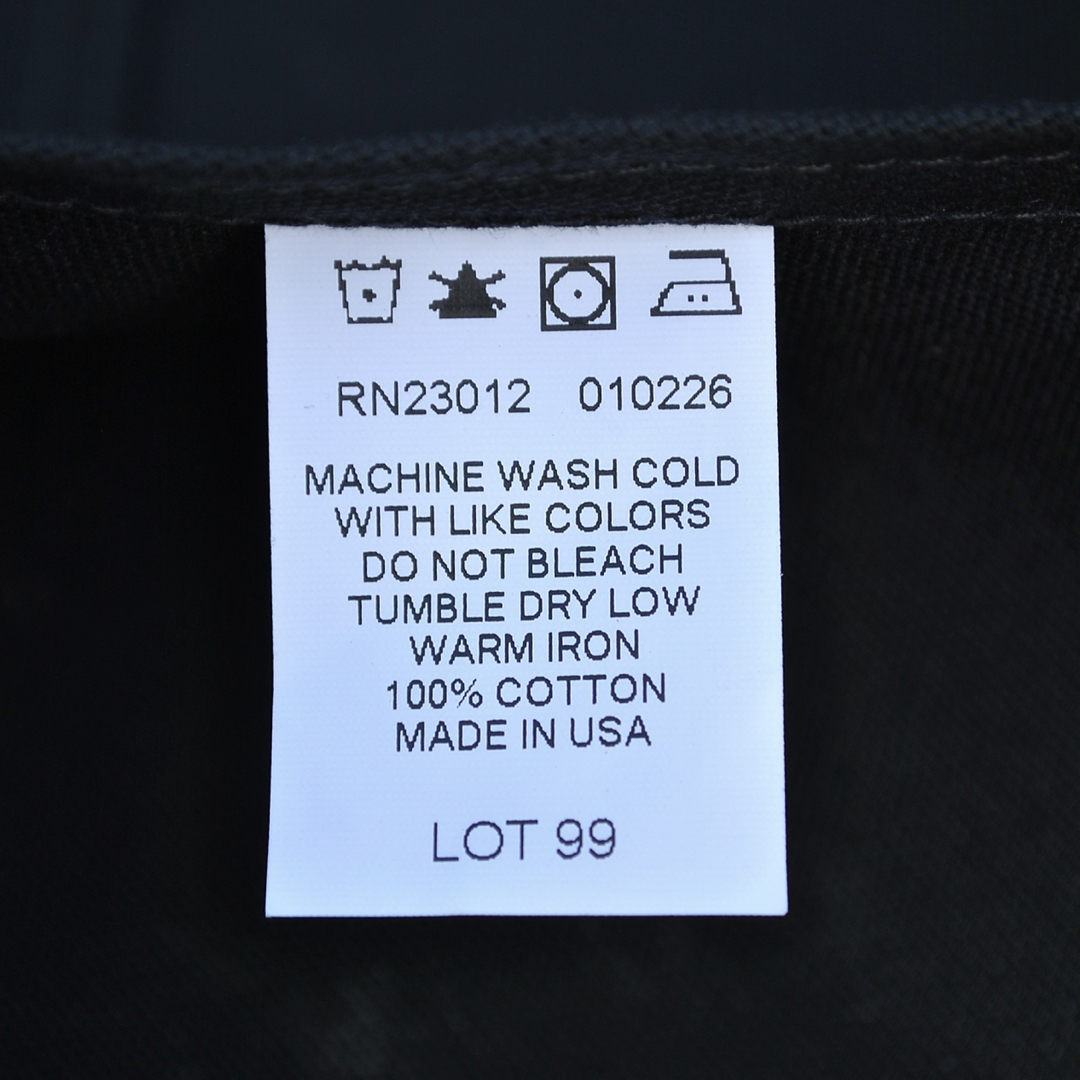 RN23012 010226
MACHINE WASH COLD
WITH LIKE COLORS
DO NOT BLEACH
TUMBLE DRY LOW
WARM IRON
100% COTTON
MADE IN USA
LOT 99